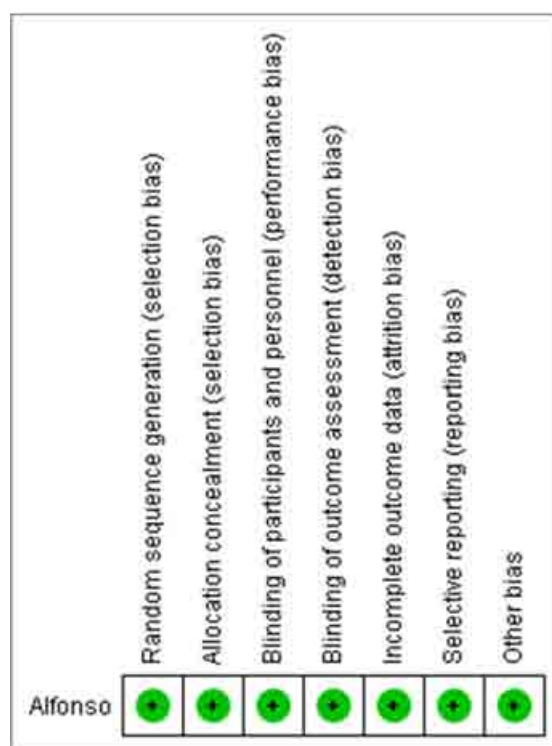 Random sequence generation (selection bias)
Allocation concealment (selection bias)
Blinding of participants and personnel (performance bias)
Blinding of outcome assessment (detection bias)
Incomplete outcome data (attrition bias)
Selective reporting (reporting bias)
Other bias
Alfonso + + + + + + +